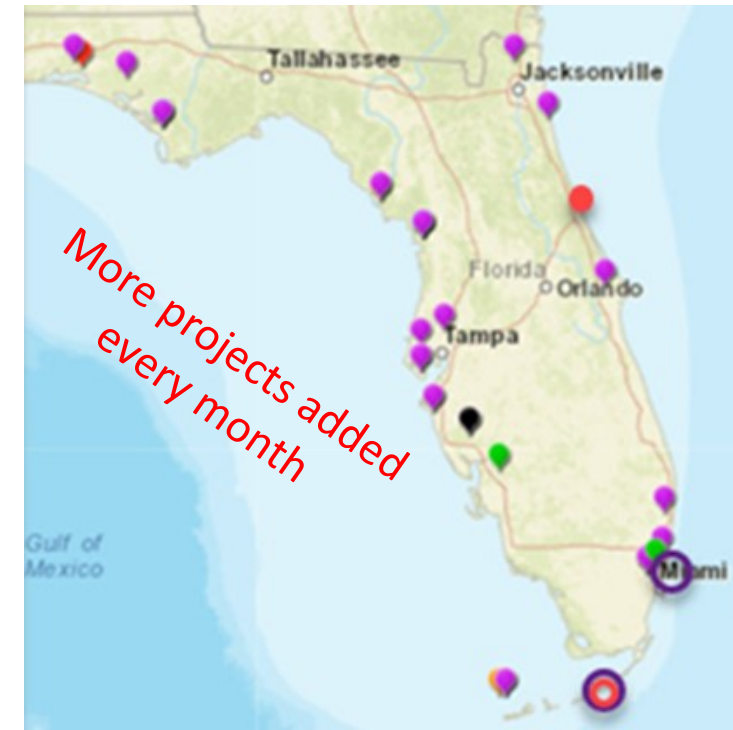 Tallahassee
Jacksonville
Florida
Orlando
Tampa
More projects added
every month
Gulf of
Mexico
Miami